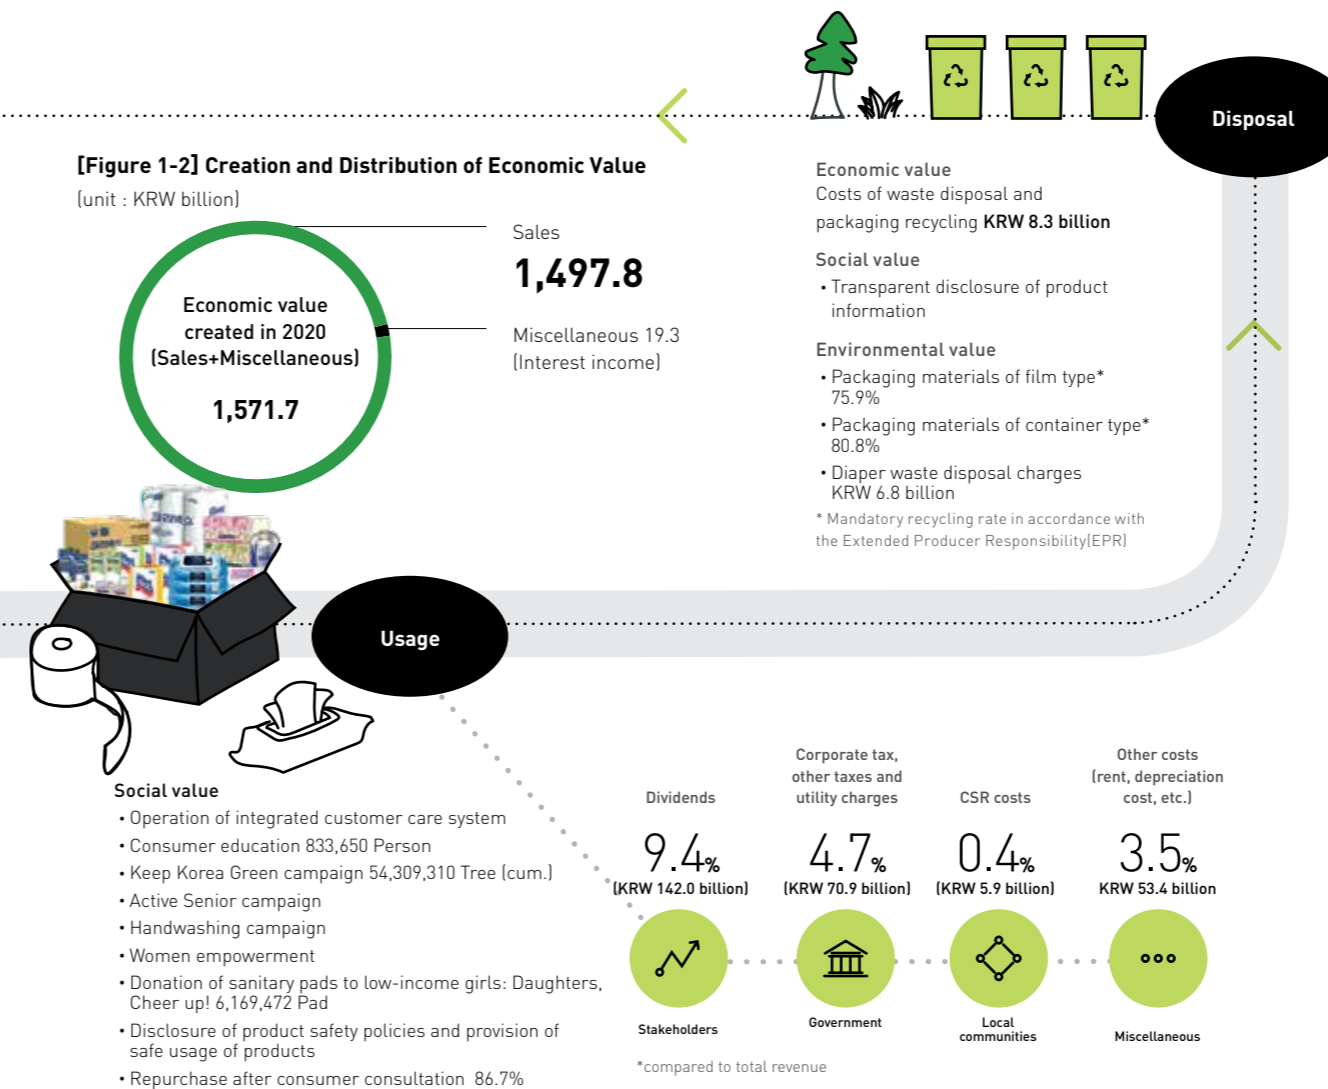 Disposal
[Figure 1-2] Creation and Distribution of Economic Value
(unit : KRW billion)
Economic value
created in 2020
(Sales+Miscellaneous)
1,571.7
Sales
1,497.8
Miscellaneous 19.3
(Interest income)
Economic value
Costs of waste disposal and
packaging recycling KRW 8.3 billion
Social value
• Transparent disclosure of product
information
Environmental value
• Packaging materials of film type*
75.9%
• Packaging materials of container type*
80.8%
• Diaper waste disposal charges
KRW 6.8 billion
* Mandatory recycling rate in accordance with
the Extended Producer Responsibility(EPR)
Usage
Social value
• Operation of integrated customer care system
• Consumer education 833,650 Person
• Keep Korea Green campaign 54,309,310 Tree (cum.)
• Active Senior campaign
• Handwashing campaign
• Women empowerment
• Donation of sanitary pads to low-income girls: Daughters,
Cheer up! 6,169,472 Pad
• Disclosure of product safety policies and provision of
safe usage of products
• Repurchase after consumer consultation 86.7%
Dividends
9.4%
(KRW 142.0 billion)
Stakeholders
Corporate tax,
other taxes and
utility charges
4.7%
(KRW 70.9 billion)
Government
CSR costs
0.4%
(KRW 5.9 billion)
Local
communities
Other costs
(rent, depreciation
cost, etc.)
3.5%
KRW 53.4 billion
Miscellaneous
*compared to total revenue